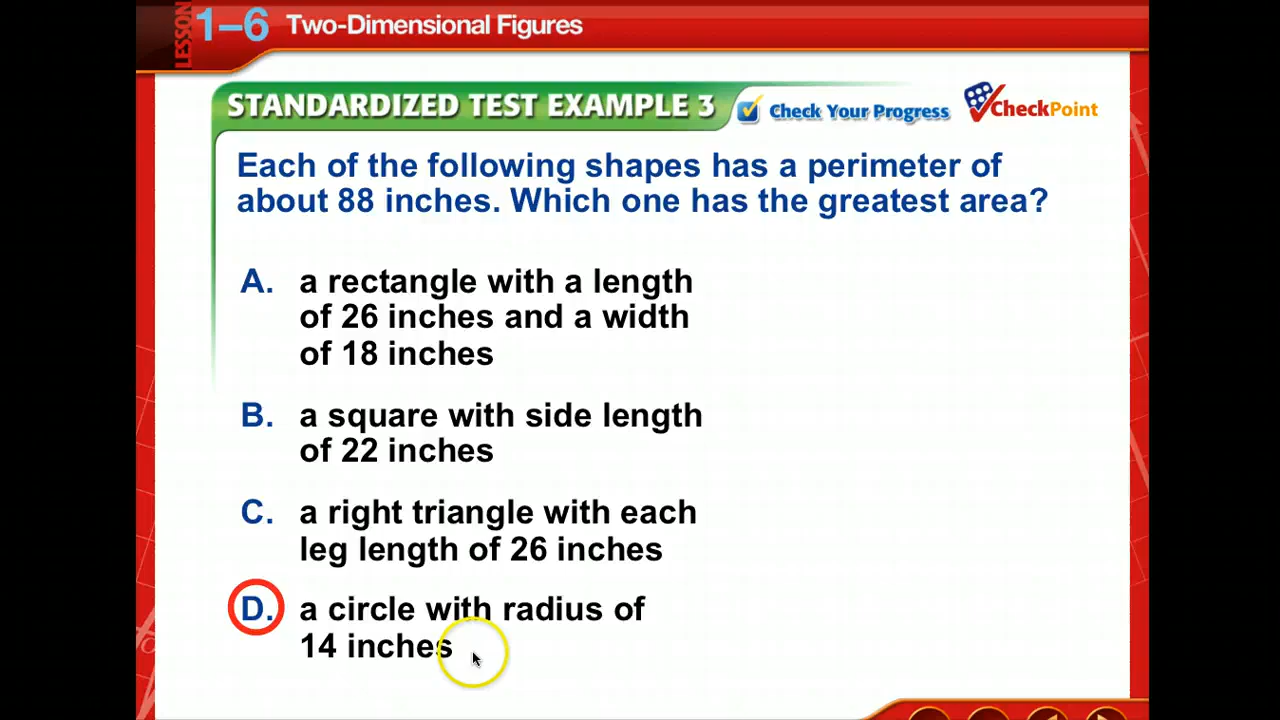 LESSON 1–6 Two-Dimensional Figures
STANDARDIZED TEST EXAMPLE 3 Check Your Progress CheckPoint
Each of the following shapes has a perimeter of
about 88 inches. Which one has the greatest area?
A. a rectangle with a length
of 26 inches and a width
of 18 inches
B. a square with side length
of 22 inches
C. a right triangle with each
leg length of 26 inches
D. a circle with radius of
14 inches